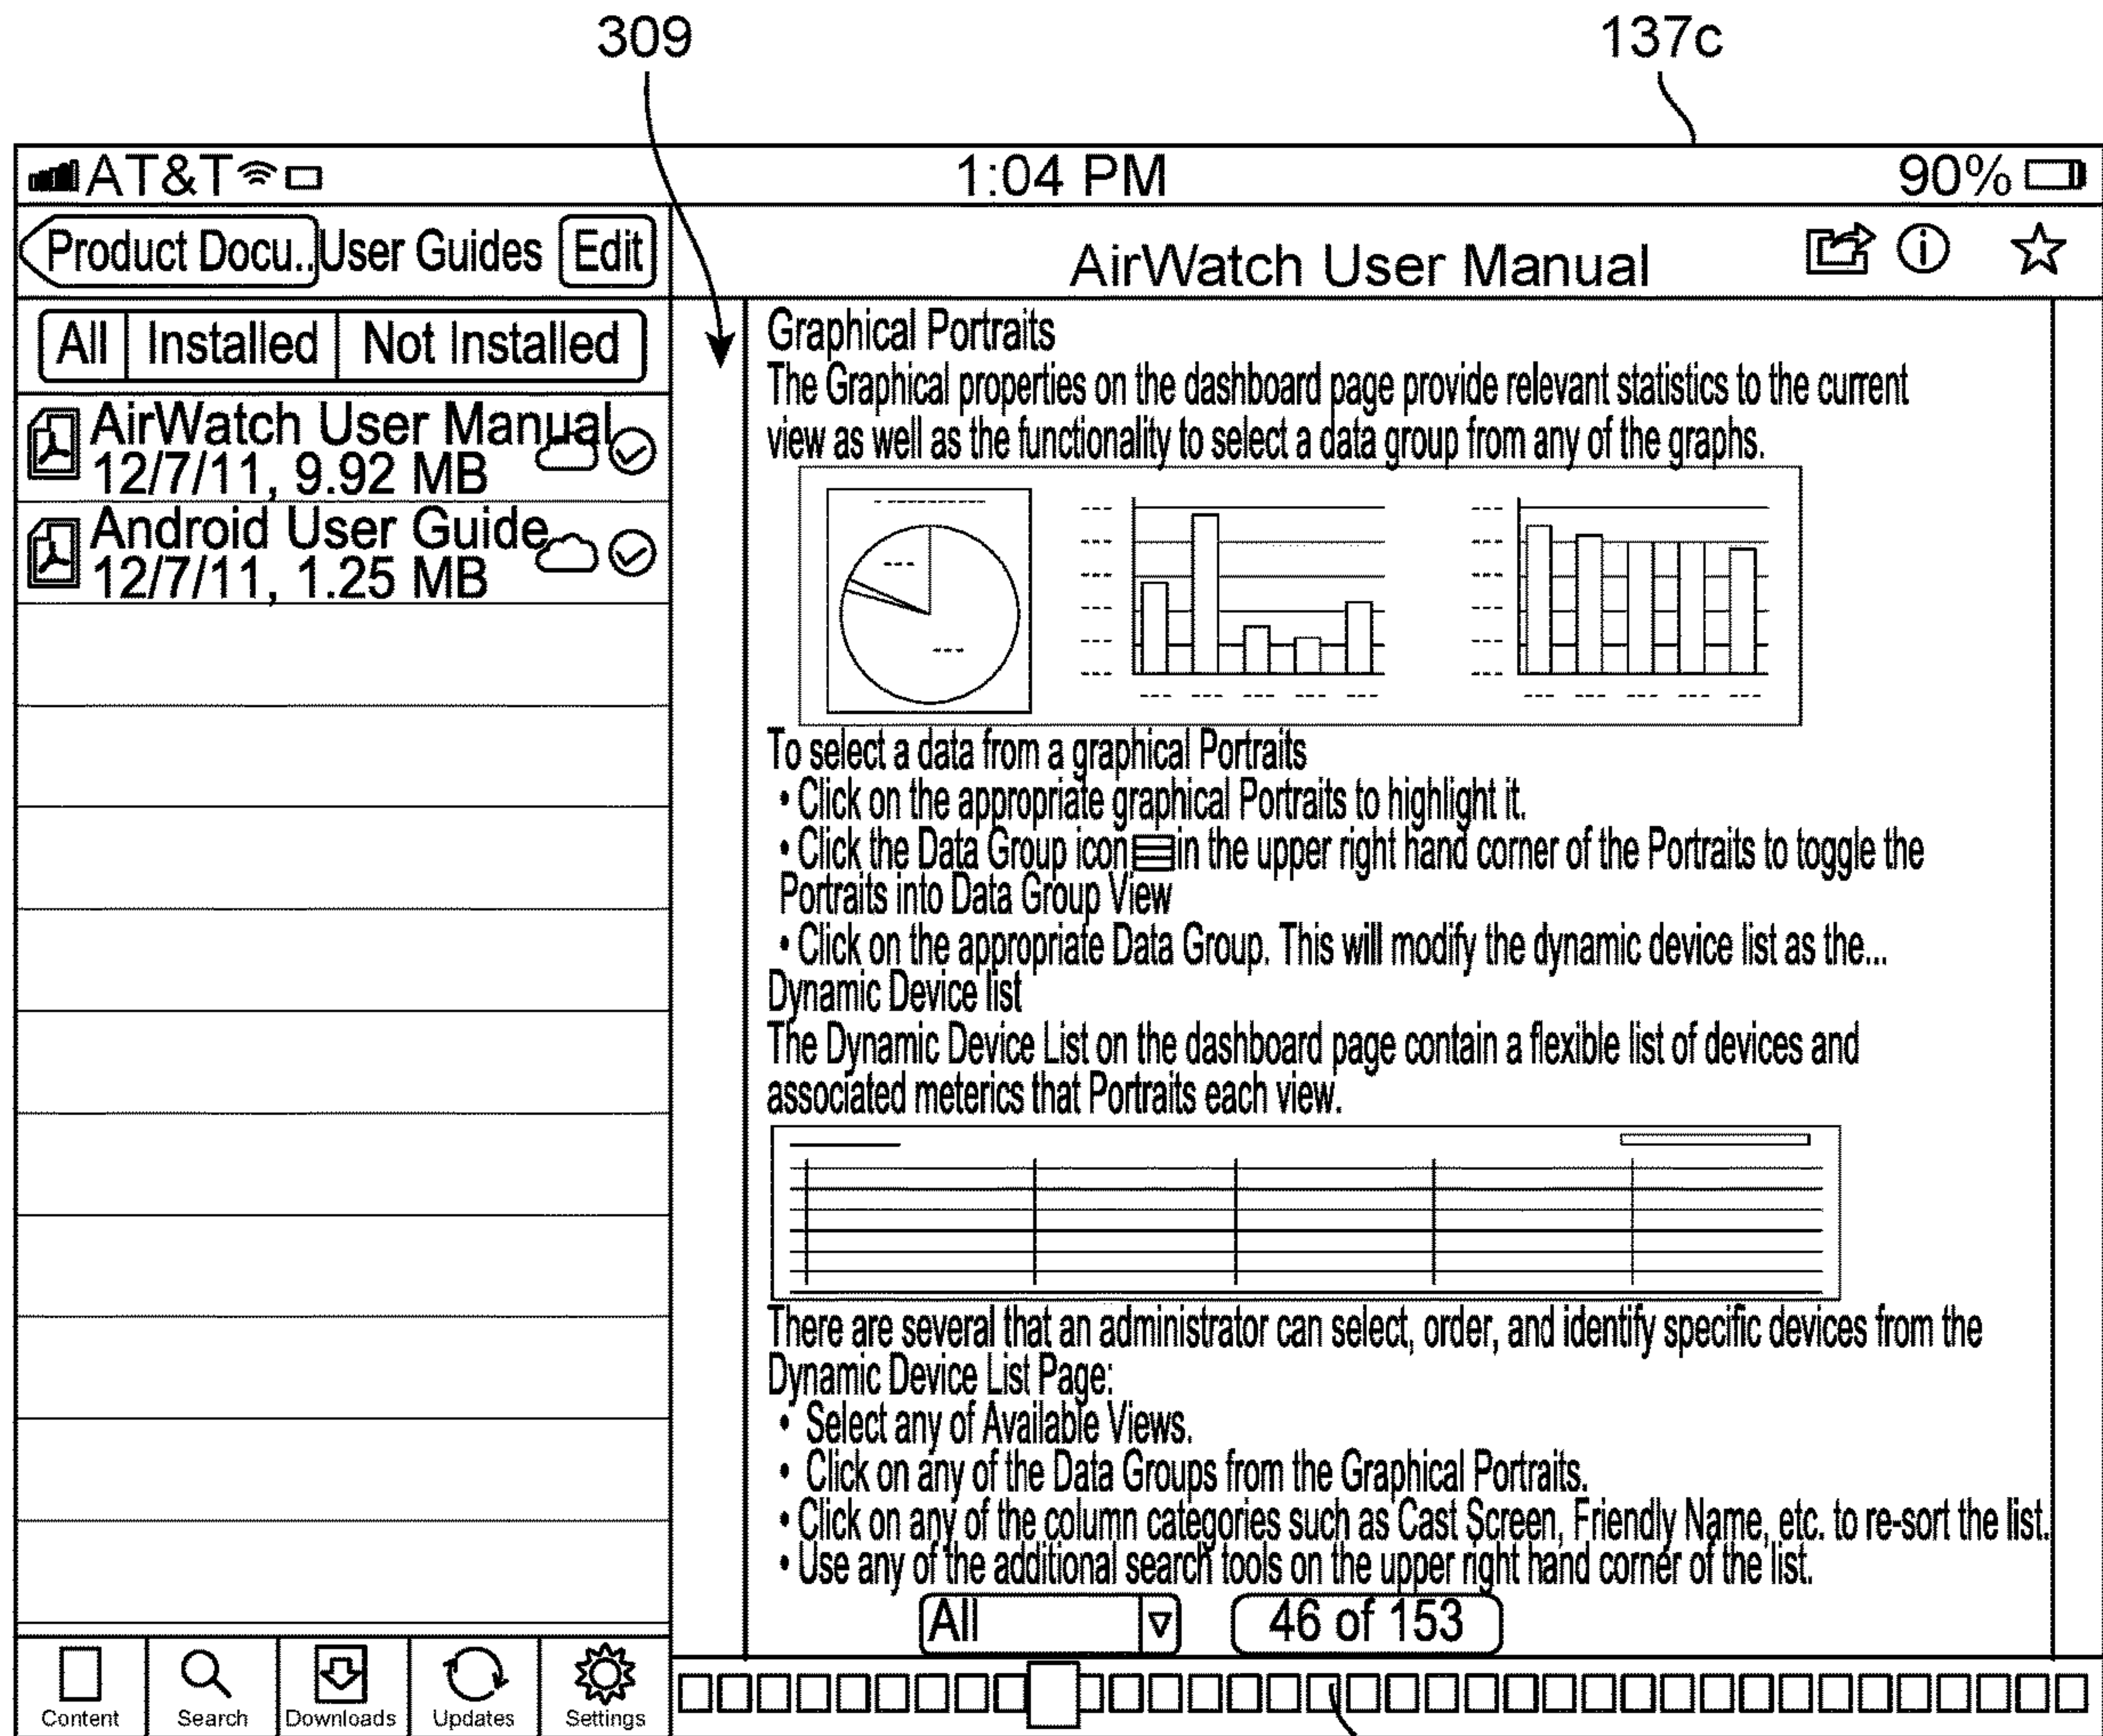 309
137c
AT&T
1:04 PM
90%
Product Docu..
User Guides
Edit
AirWatch User Manual
All
Installed
Not Installed
AirWatch User Manual
12/7/11, 9.92 MB
Android User Guide
12/7/11, 1.25 MB
Graphical Portraits
The Graphical properties on the dashboard page provide relevant statistics to the current
view as well as the functionality to select a data group from any of the graphs.
To select a data from a graphical Portraits
• Click on the appropriate graphical Portraits to highlight it.
• Click the Data Group icon in the upper right hand corner of the Portraits to toggle the
Portraits into Data Group View
• Click on the appropriate Data Group. This will modify the dynamic device list as the...
Dynamic Device list
The Dynamic Device List on the dashboard page contain a flexible list of devices and
associated meterics that Portraits each view.
There are several that an administrator can select, order, and identify specific devices from the
Dynamic Device List Page:
• Select any of Available Views.
• Click on any of the Data Groups from the Graphical Portraits.
• Click on any of the column categories such as Cast Screen, Friendly Name, etc. to re-sort the list.
• Use any of the additional search tools on the upper right hand corner of the list.
All
46 of 153
Content
Search
Downloads
Updates
Settings